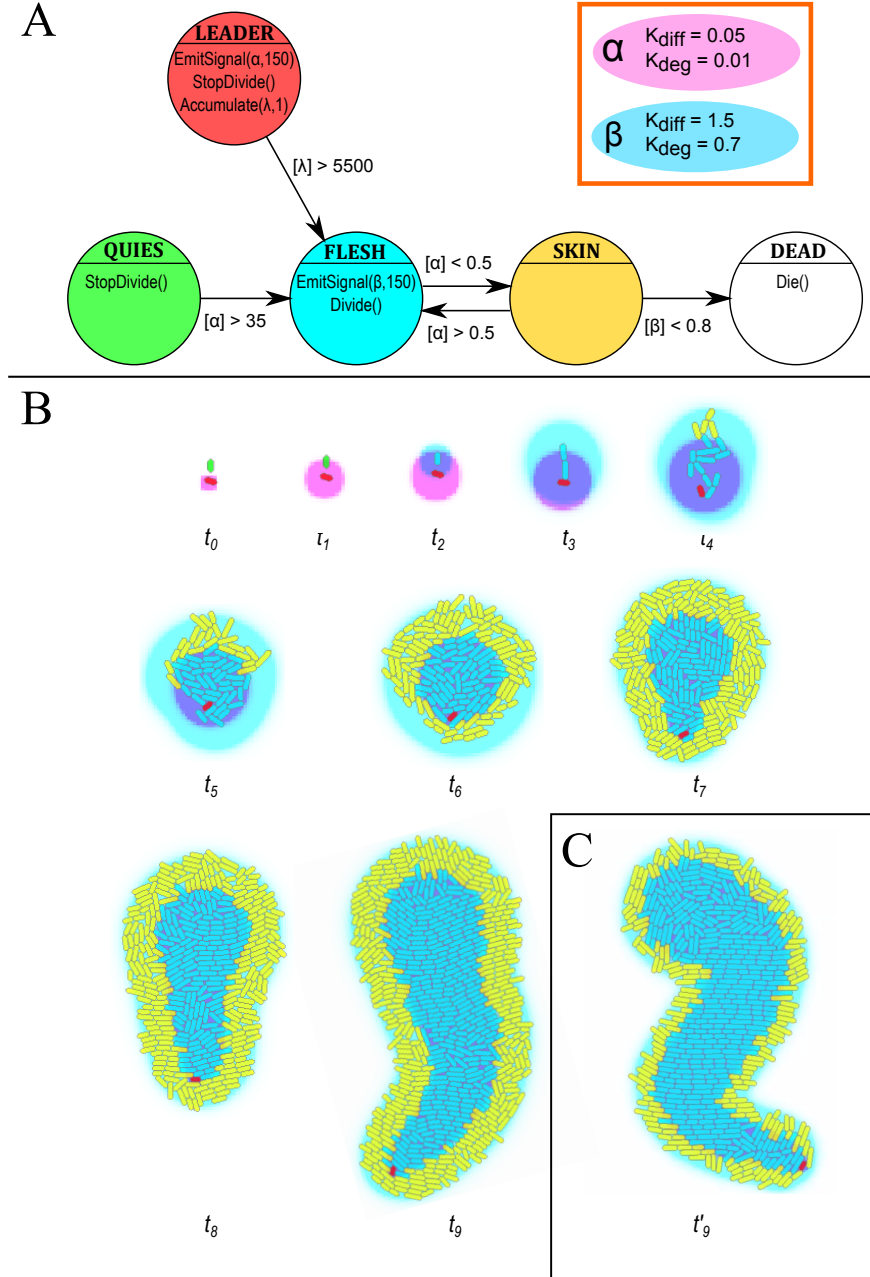 A
LEADER
EmitSignal(α,150)
StopDivide()
Accumulate(λ,1)
α
Kdiff = 0.05
Kdeg = 0.01
β
Kdiff = 1.5
Kdeg = 0.7
[λ] > 5500
QUIES
StopDivide()
[α] > 35
FLESH
EmitSignal(β,150)
Divide()
[α] < 0.5
[α] > 0.5
SKIN
[β] < 0.8
DEAD
Die()
B
t0
ι1
t2
t3
ι4
t5
t6
t7
C
t8
t9
t'9